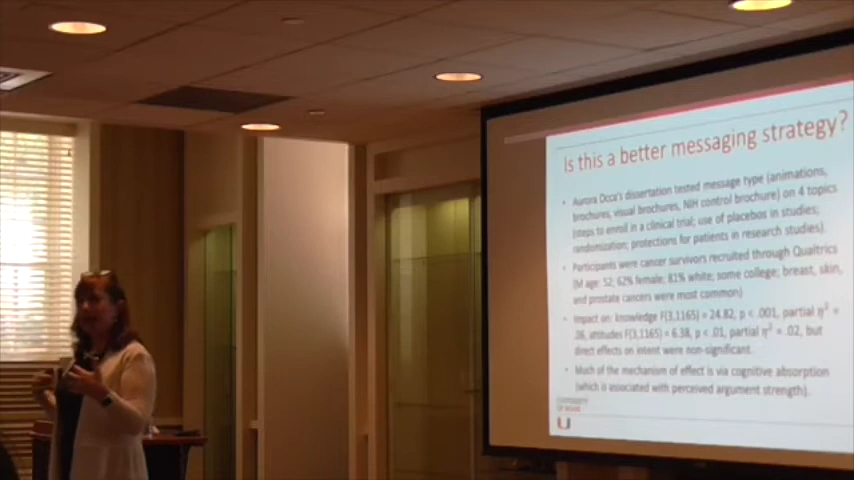 Is this a better messaging strategy?
• Aurora Occa's dissertation tested message type (animations,
brochures, visual brochures, NIH control brochure) on 4 topics
(steps to enroll in a clinical trial; use of placebos in studies;
randomization; protections for patients in research studies).
• Participants were cancer survivors recruited through Qualtrics
(M age: 52; 62% female; 81% white; some college; breast, skin,
and prostate cancers were most common)
• Impact on: knowledge F(3,1165) = 24.82, p < .001, partial η² =
.06, attitudes F(3,1165) = 6.38, p < .01, partial η² = .02, but
direct effects on intent were non-significant.
• Much of the mechanism of effect is via cognitive absorption
(which is associated with perceived argument strength).
UNIVERSITY
OF MIAMI
U